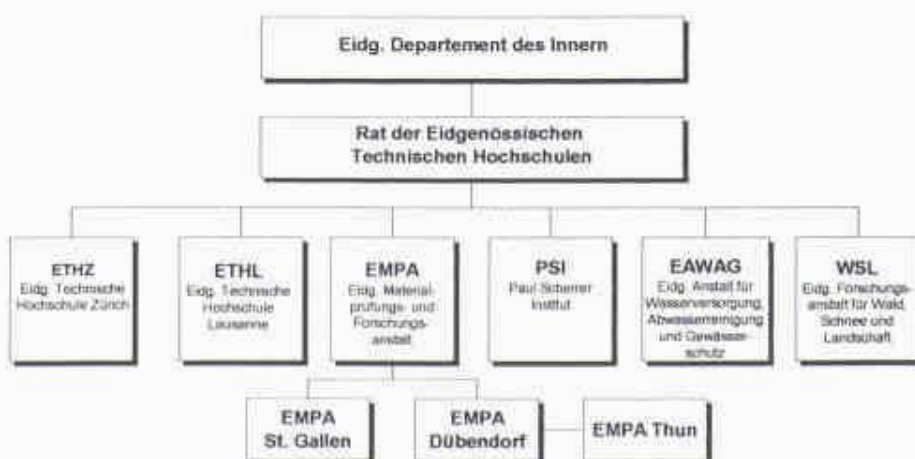 Eidg. Departement des Innern
Rat der Eidgenössischen
Technischen Hochschulen
ETHZ
Eidg. Technische
Hochschule Zürich
ETHL
Eidg. Technische
Hochschule
Lausanne
EMPA
Eidg. Material-
prüfungs- und
Forschungs-
anstalt
PSI
Paul Scherrer
Institut
EAWAG
Eidg. Anstalt für
Wasserversorgung,
Abwasserreinigung
und Gewässer-
schutz
WSL
Eidg. Forschungs-
anstalt für Wald,
Schnee und
Landschaft
EMPA
St. Gallen
EMPA
Dübendorf
EMPA Thun